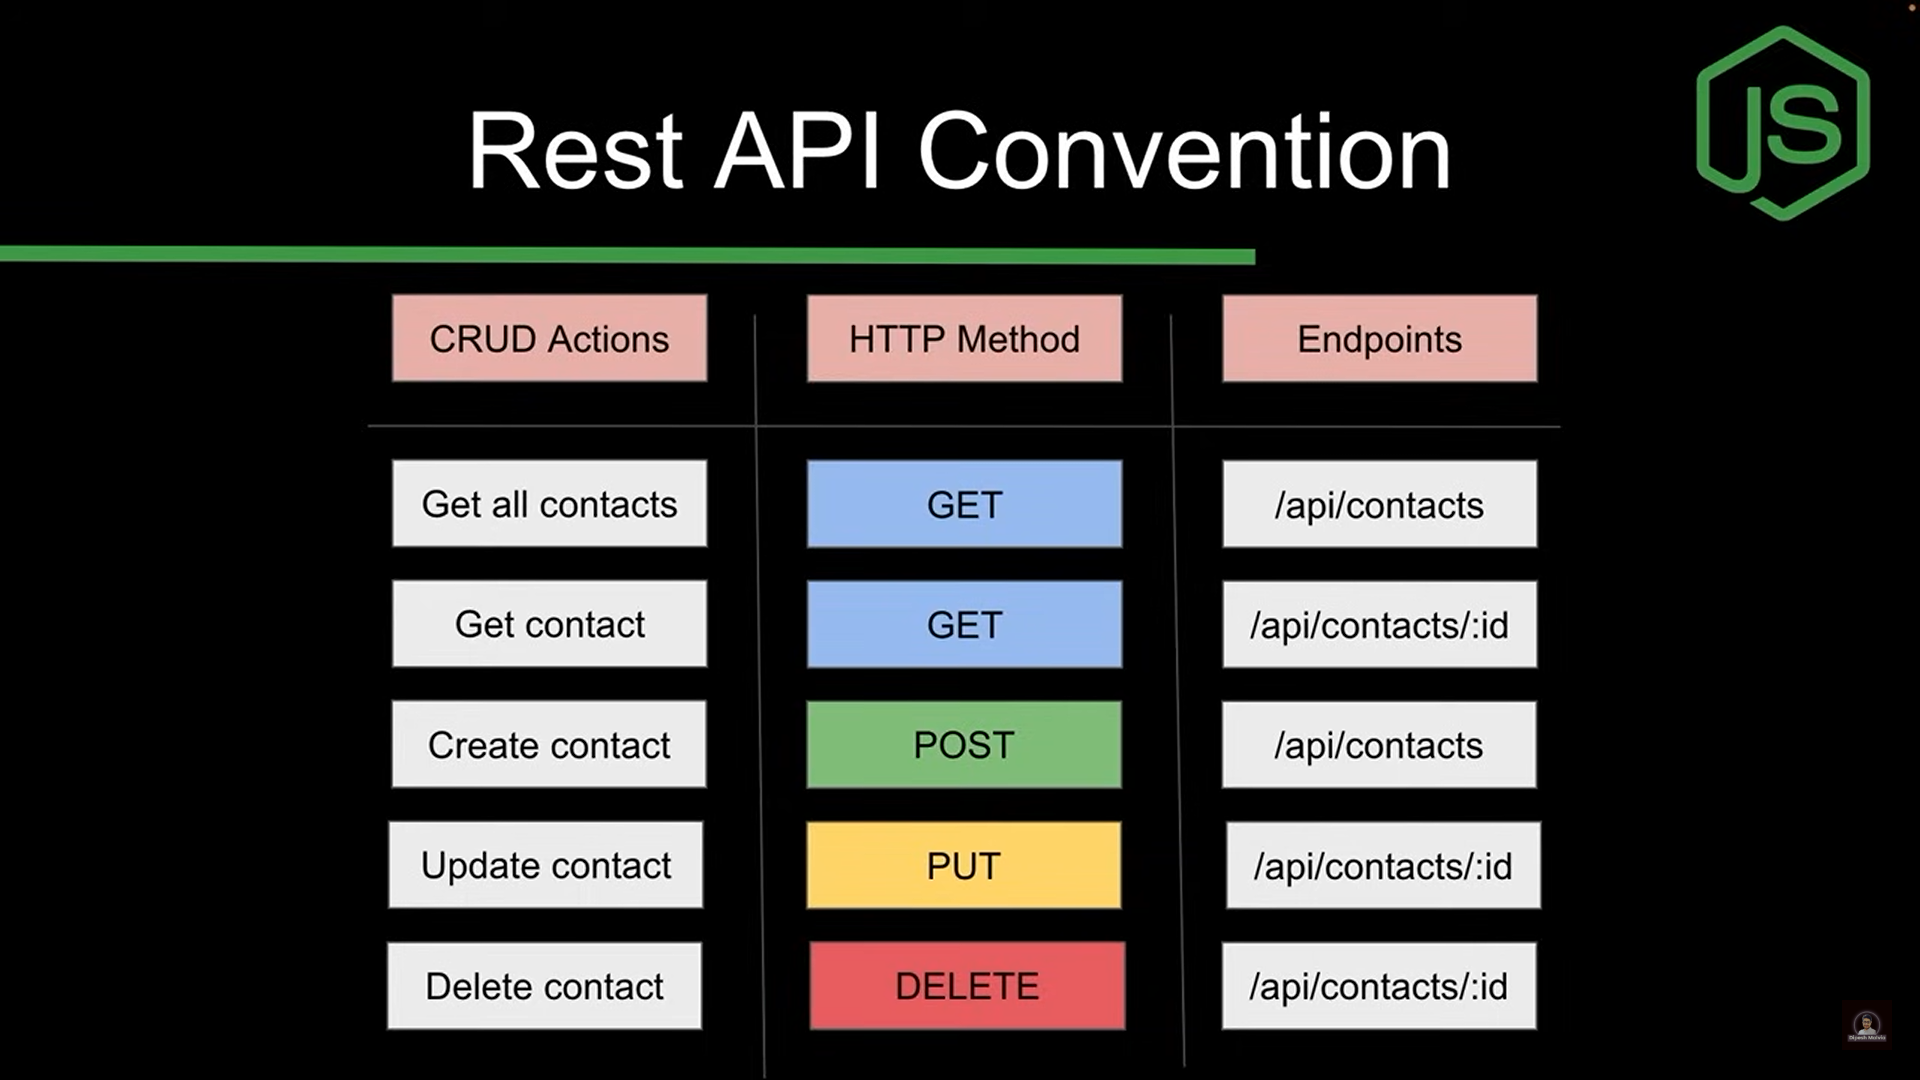 JS
Rest API Convention
CRUD Actions HTTP Method Endpoints
Get all contacts GET /api/contacts
Get contact GET /api/contacts/:id
Create contact POST /api/contacts
Update contact PUT /api/contacts/:id
Delete contact DELETE /api/contacts/:id